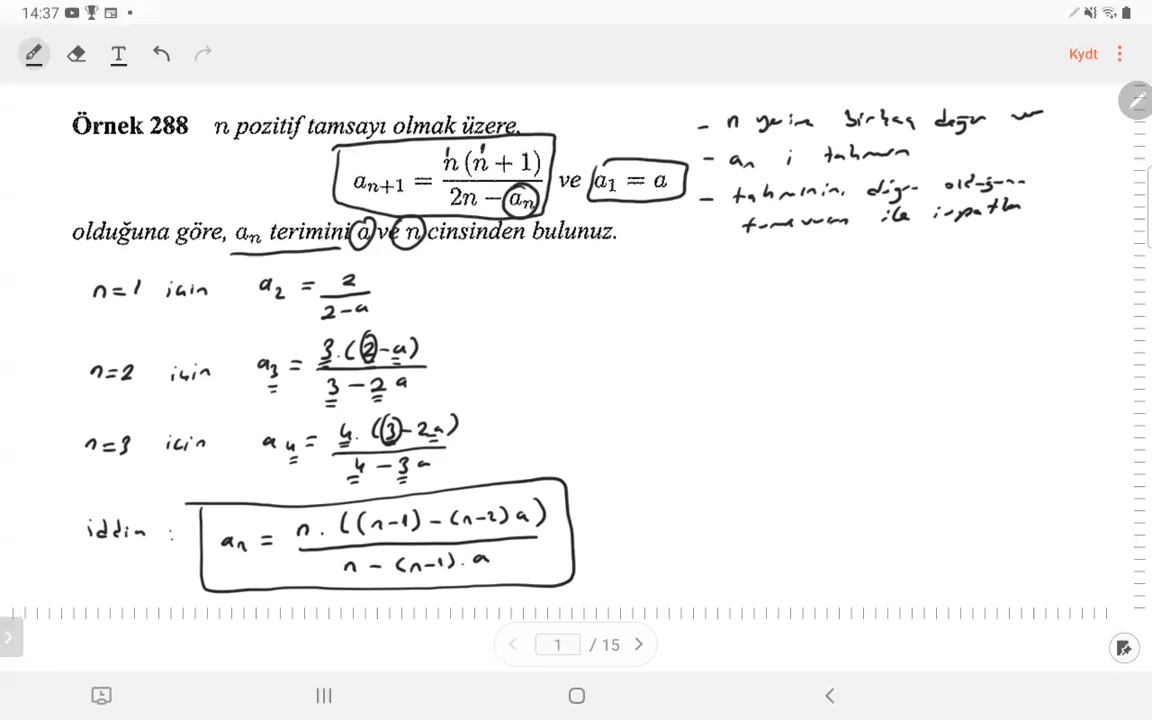 14:37
T
Kydt
Örnek 288 n pozitif tamsayı olmak üzere,
a_{n+1} = n (n + 1) / 2n − a_n ve a_1 = a
olduğuna göre, a_n terimini a ve n cinsinden bulunuz.
- n yerine birkaç değer ver
- a_n i tahmin
- tahminin doğru olduğunu
tümevarım ile ispatla
n=1 için a_2 = 2 / 2-a
n=2 için a_3 = 3.(2-a) / 3-2a
n=3 için a_4 = 4.(3-2a) / 4-3a
iddia : a_n = n.((n-1)-(n-2)a) / n-(n-1).a
1 / 15